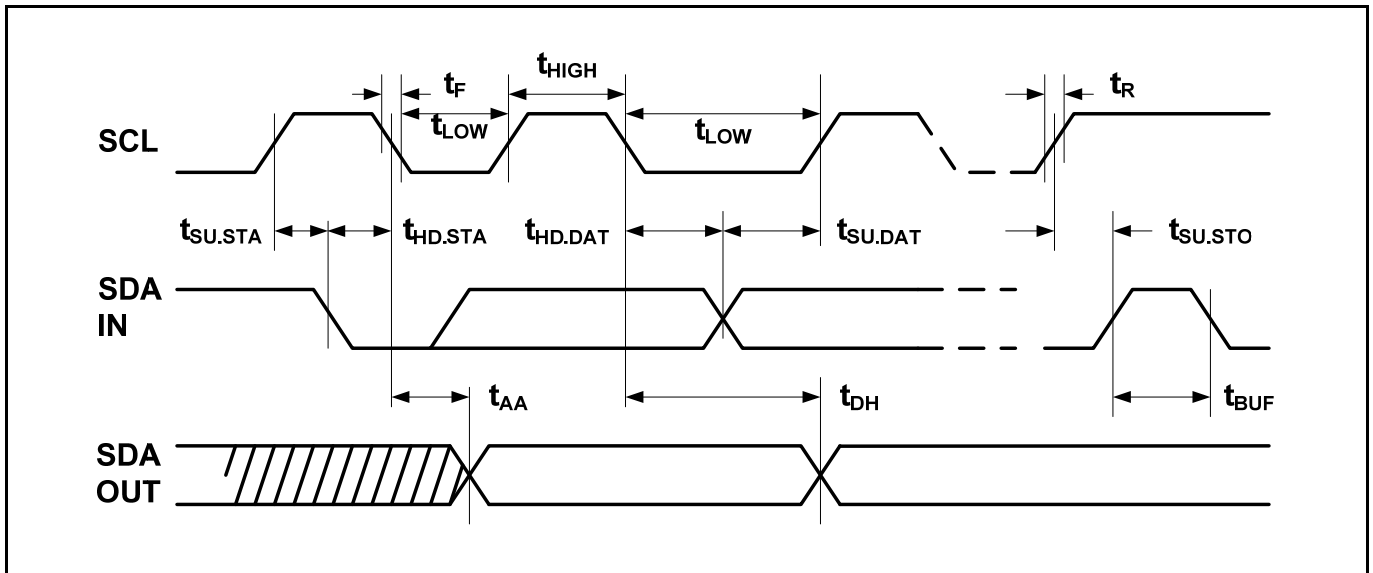 tF
tHIGH
tR
SCL
tLOW
tLOW
tSU.STA
tHD.STA
tHD.DAT
tSU.DAT
tSU.STO
SDA
IN
tAA
tDH
tBUF
SDA
OUT